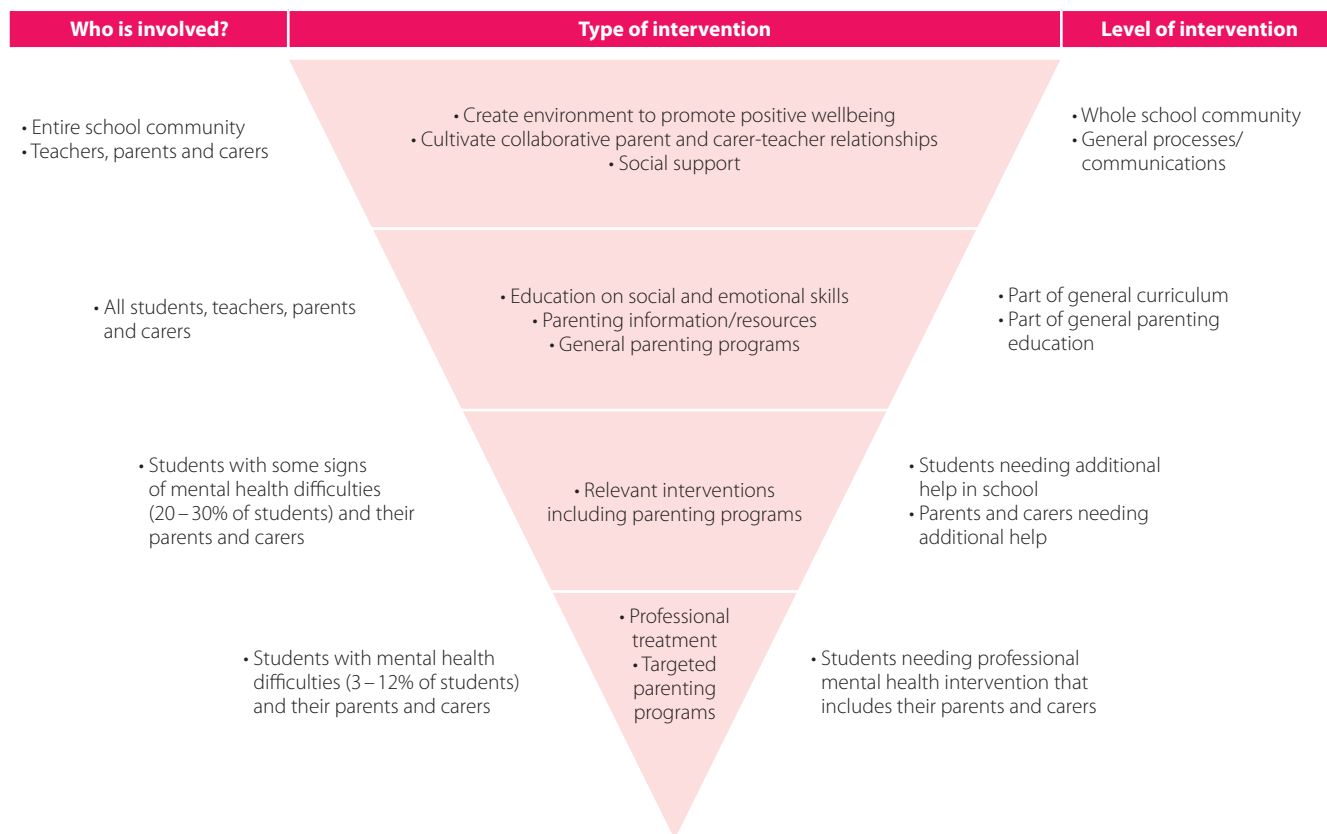 Who is involved?
Type of intervention
Level of intervention
• Entire school community
• Teachers, parents and carers
• Create environment to promote positive wellbeing
• Cultivate collaborative parent and carer-teacher relationships
• Social support
• Whole school community
• General processes/
communications
• All students, teachers, parents
and carers
• Education on social and emotional skills
• Parenting information/resources
• General parenting programs
• Part of general curriculum
• Part of general parenting
education
• Students with some signs
of mental health difficulties
(20 – 30% of students) and their
parents and carers
• Relevant interventions
including parenting programs
• Students needing additional
help in school
• Parents and carers needing
additional help
• Students with mental health
difficulties (3 – 12% of students)
and their parents and carers
• Professional
treatment
• Targeted
parenting
programs
• Students needing professional
mental health intervention that
includes their parents and carers